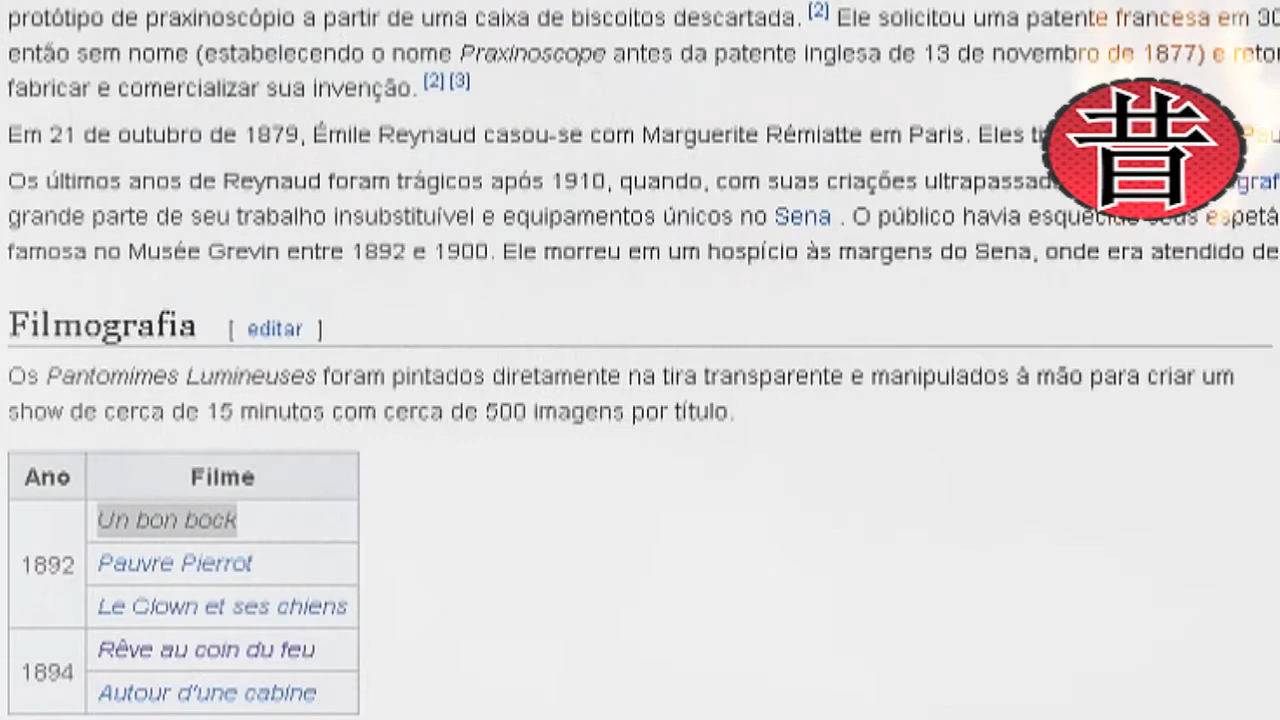 protótipo de praxinoscópio a partir de uma caixa de biscoitos descartada. [2] Ele solicitou uma patente francesa em 30
então sem nome (estabelecendo o nome Praxinoscope antes da patente inglesa de 13 de novembro de 1877) e
fabricar e comercializar sua invenção. [2] [3]
昔
Em 21 de outubro de 1879, Émile Reynaud casou-se com Marguerite Rémiatte em Paris. Eles
Os últimos anos de Reynaud foram trágicos após 1910, quando, com suas criações
grande parte de seu trabalho insubstituível e equipamentos únicos no Sena . O público havia
famosa no Musée Grevin entre 1892 e 1900. Ele morreu em um hospício às margens do Sena, onde era atendido de
Filmografia [ editar ]
Os Pantomimes Lumineuses foram pintados diretamente na tira transparente e manipulados à mão para criar um
show de cerca de 15 minutos com cerca de 500 imagens por título.
Ano Filme
Un bon bock
1892 Pauvre Pierrot
Le Clown et ses chiens
Rêve au coin du feu
1894
Autour d'une cabine